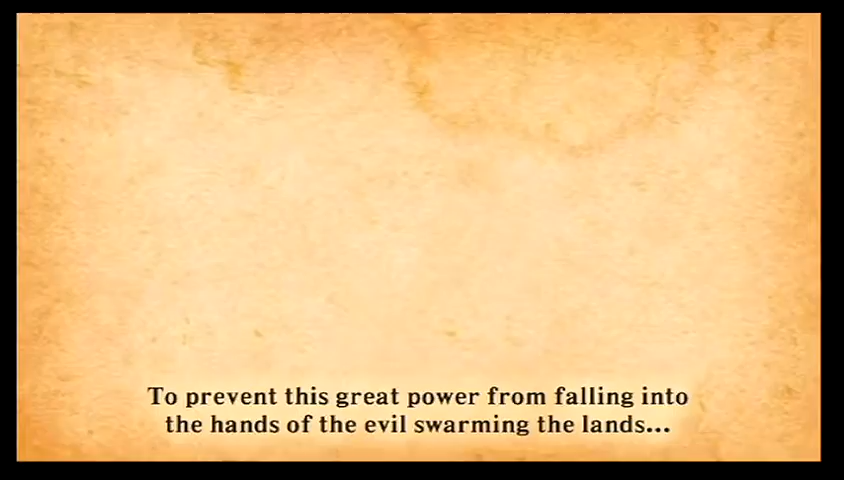 To prevent this great power from falling into
the hands of the evil swarming the lands...